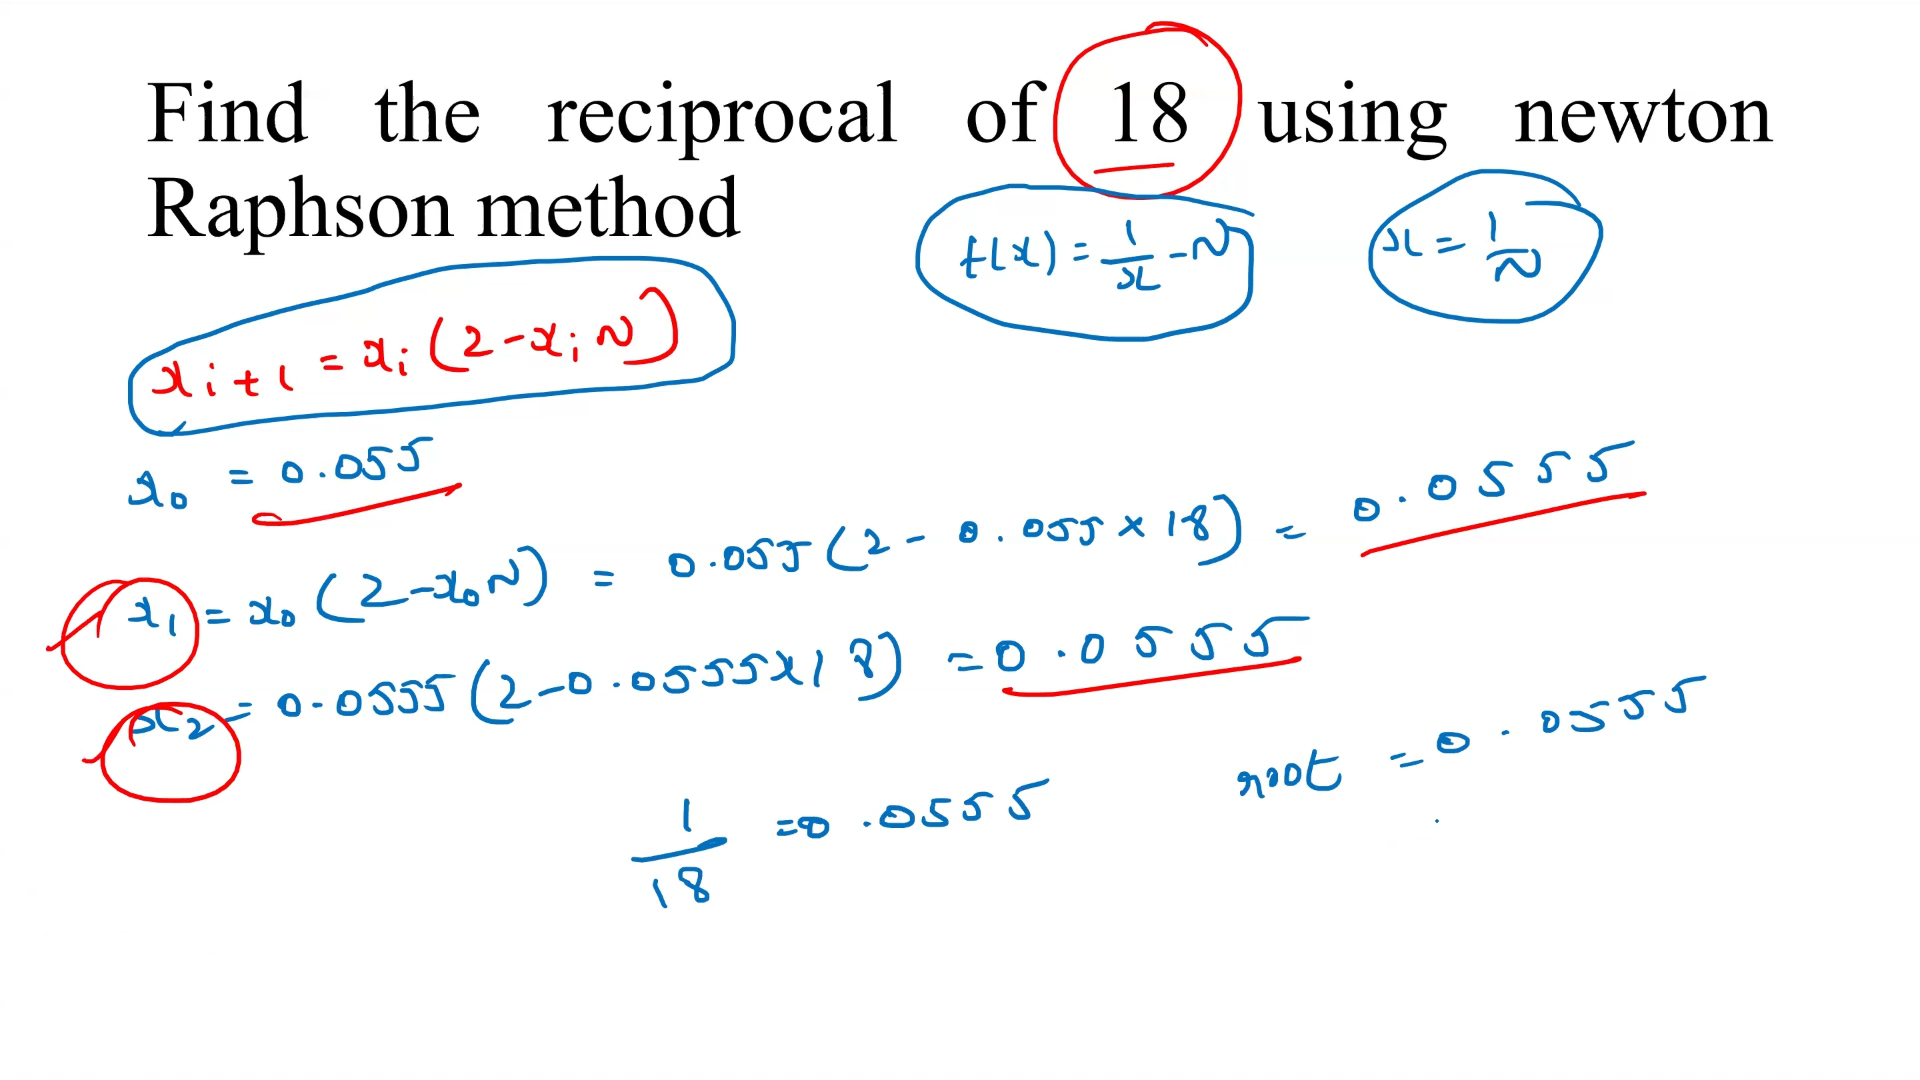 Find the reciprocal of 18 using newton
Raphson method
f(x) = 1/x - N
x = 1/N
xi+1 = xi (2-xiN)
x0 = 0.055
x1 = x0 (2-x0N) = 0.055 (2-0.055×18) = 0.0555
x2 = 0.0555 (2-0.0555×18) = 0.0555
1/18 = 0.0555
root = 0.0555